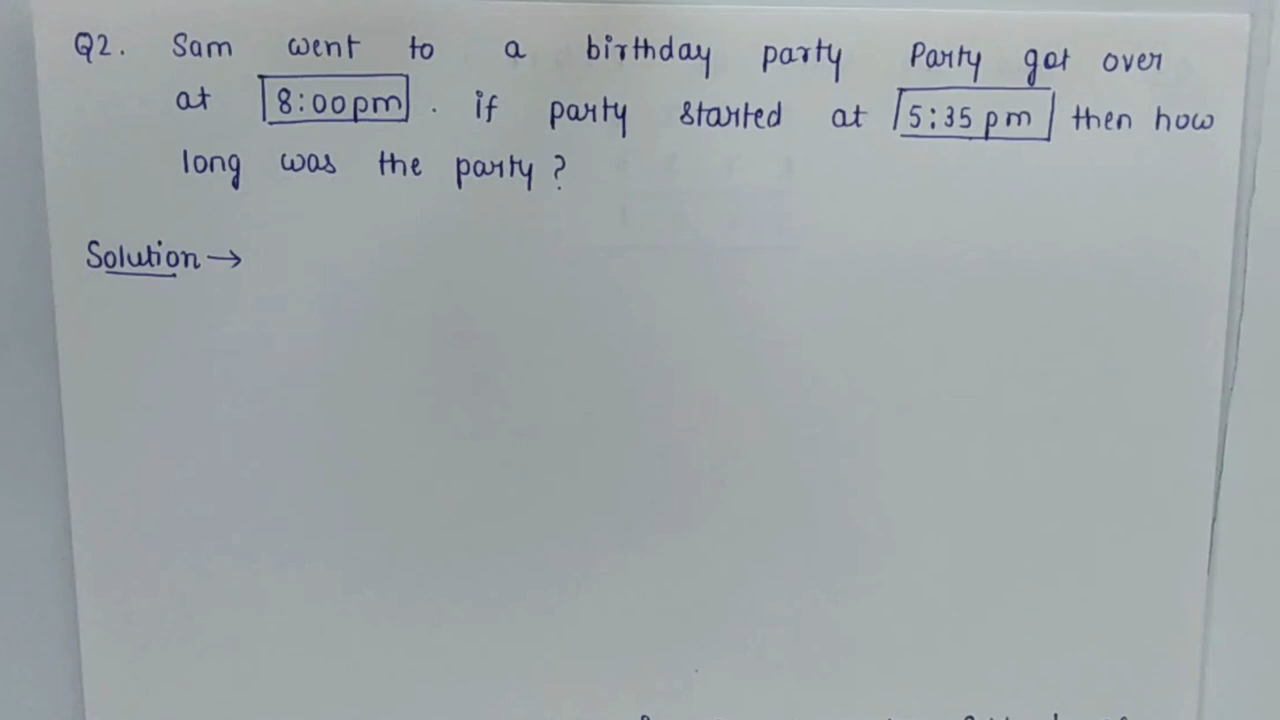 Q2. Sam went to a birthday party Party got over
at 8:00pm . if party started at 5:35 pm then how
long was the party ?
Solution →